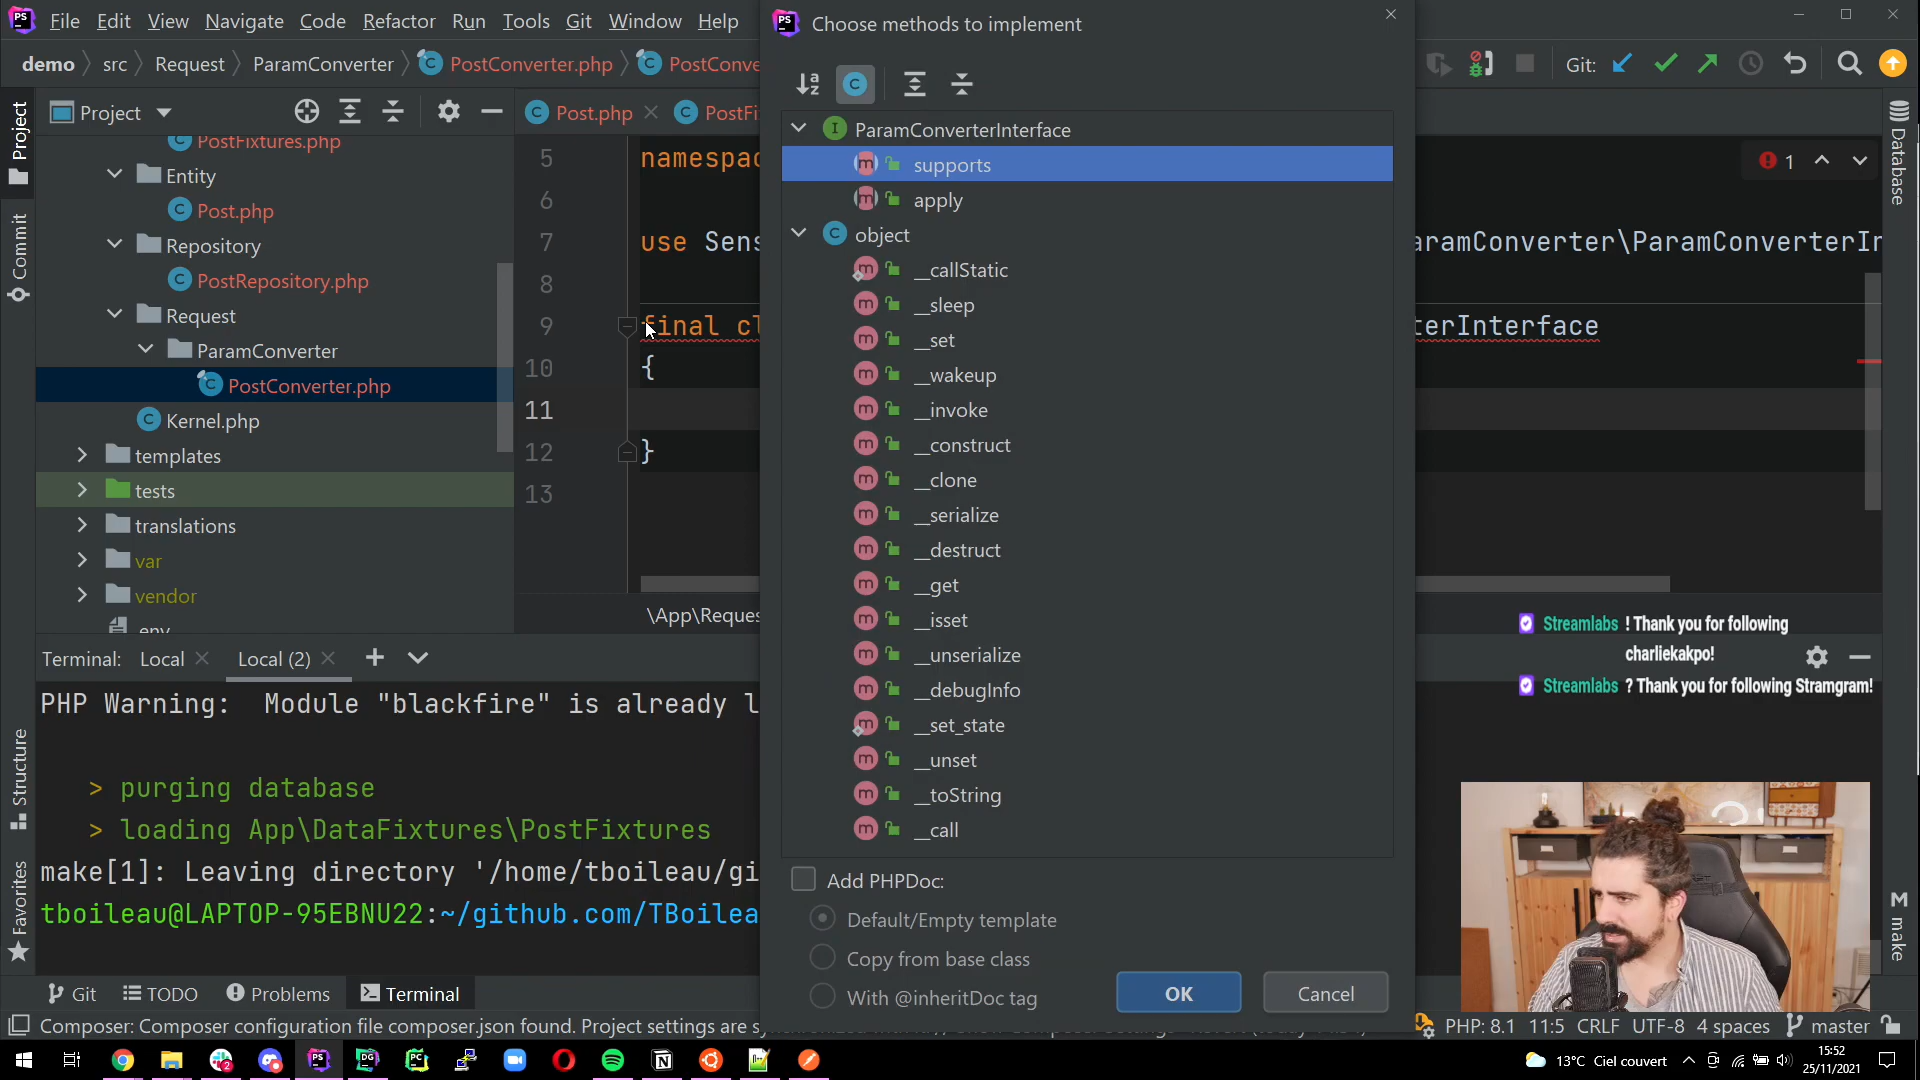 File Edit View Navigate Code Refactor Run Tools Git Window Help
demo src Request ParamConverter PostConverter.php PostConve
Git:
Project
Post.php PostFi
PostFixtures.php
Entity
Post.php
Repository
PostRepository.php
Request
ParamConverter
PostConverter.php
Kernel.php
templates
tests
translations
var
vendor
.env
Project
Commit
Structure
Favorites
5 namespac
6
7 use Sens
8
9 final cl
10 {
11
12 }
13
\App\Reques
Choose methods to implement
ParamConverterInterface
supports
apply
object
__callStatic
__sleep
__set
__wakeup
__invoke
__construct
__clone
__serialize
__destruct
__get
__isset
__unserialize
__debugInfo
__set_state
__unset
__toString
__call
Add PHPDoc:
Default/Empty template
Copy from base class
With @inheritDoc tag
OK Cancel
1
aramConverter\ParamConverterIn
terInterface
Database
make
Streamlabs ! Thank you for following
charliekakpo!
Streamlabs ? Thank you for following Stramgram!
Terminal: Local Local (2)
PHP Warning: Module "blackfire" is already l
> purging database
> loading App\DataFixtures\PostFixtures
make[1]: Leaving directory '/home/tboileau/gi
tboileau@LAPTOP-95EBNU22:~/github.com/TBoilea
Git TODO Problems Terminal
Composer: Composer configuration file composer.json found. Project settings are
PHP: 8.1 11:5 CRLF UTF-8 4 spaces master
13°C Ciel couvert
15:52
25/11/2021